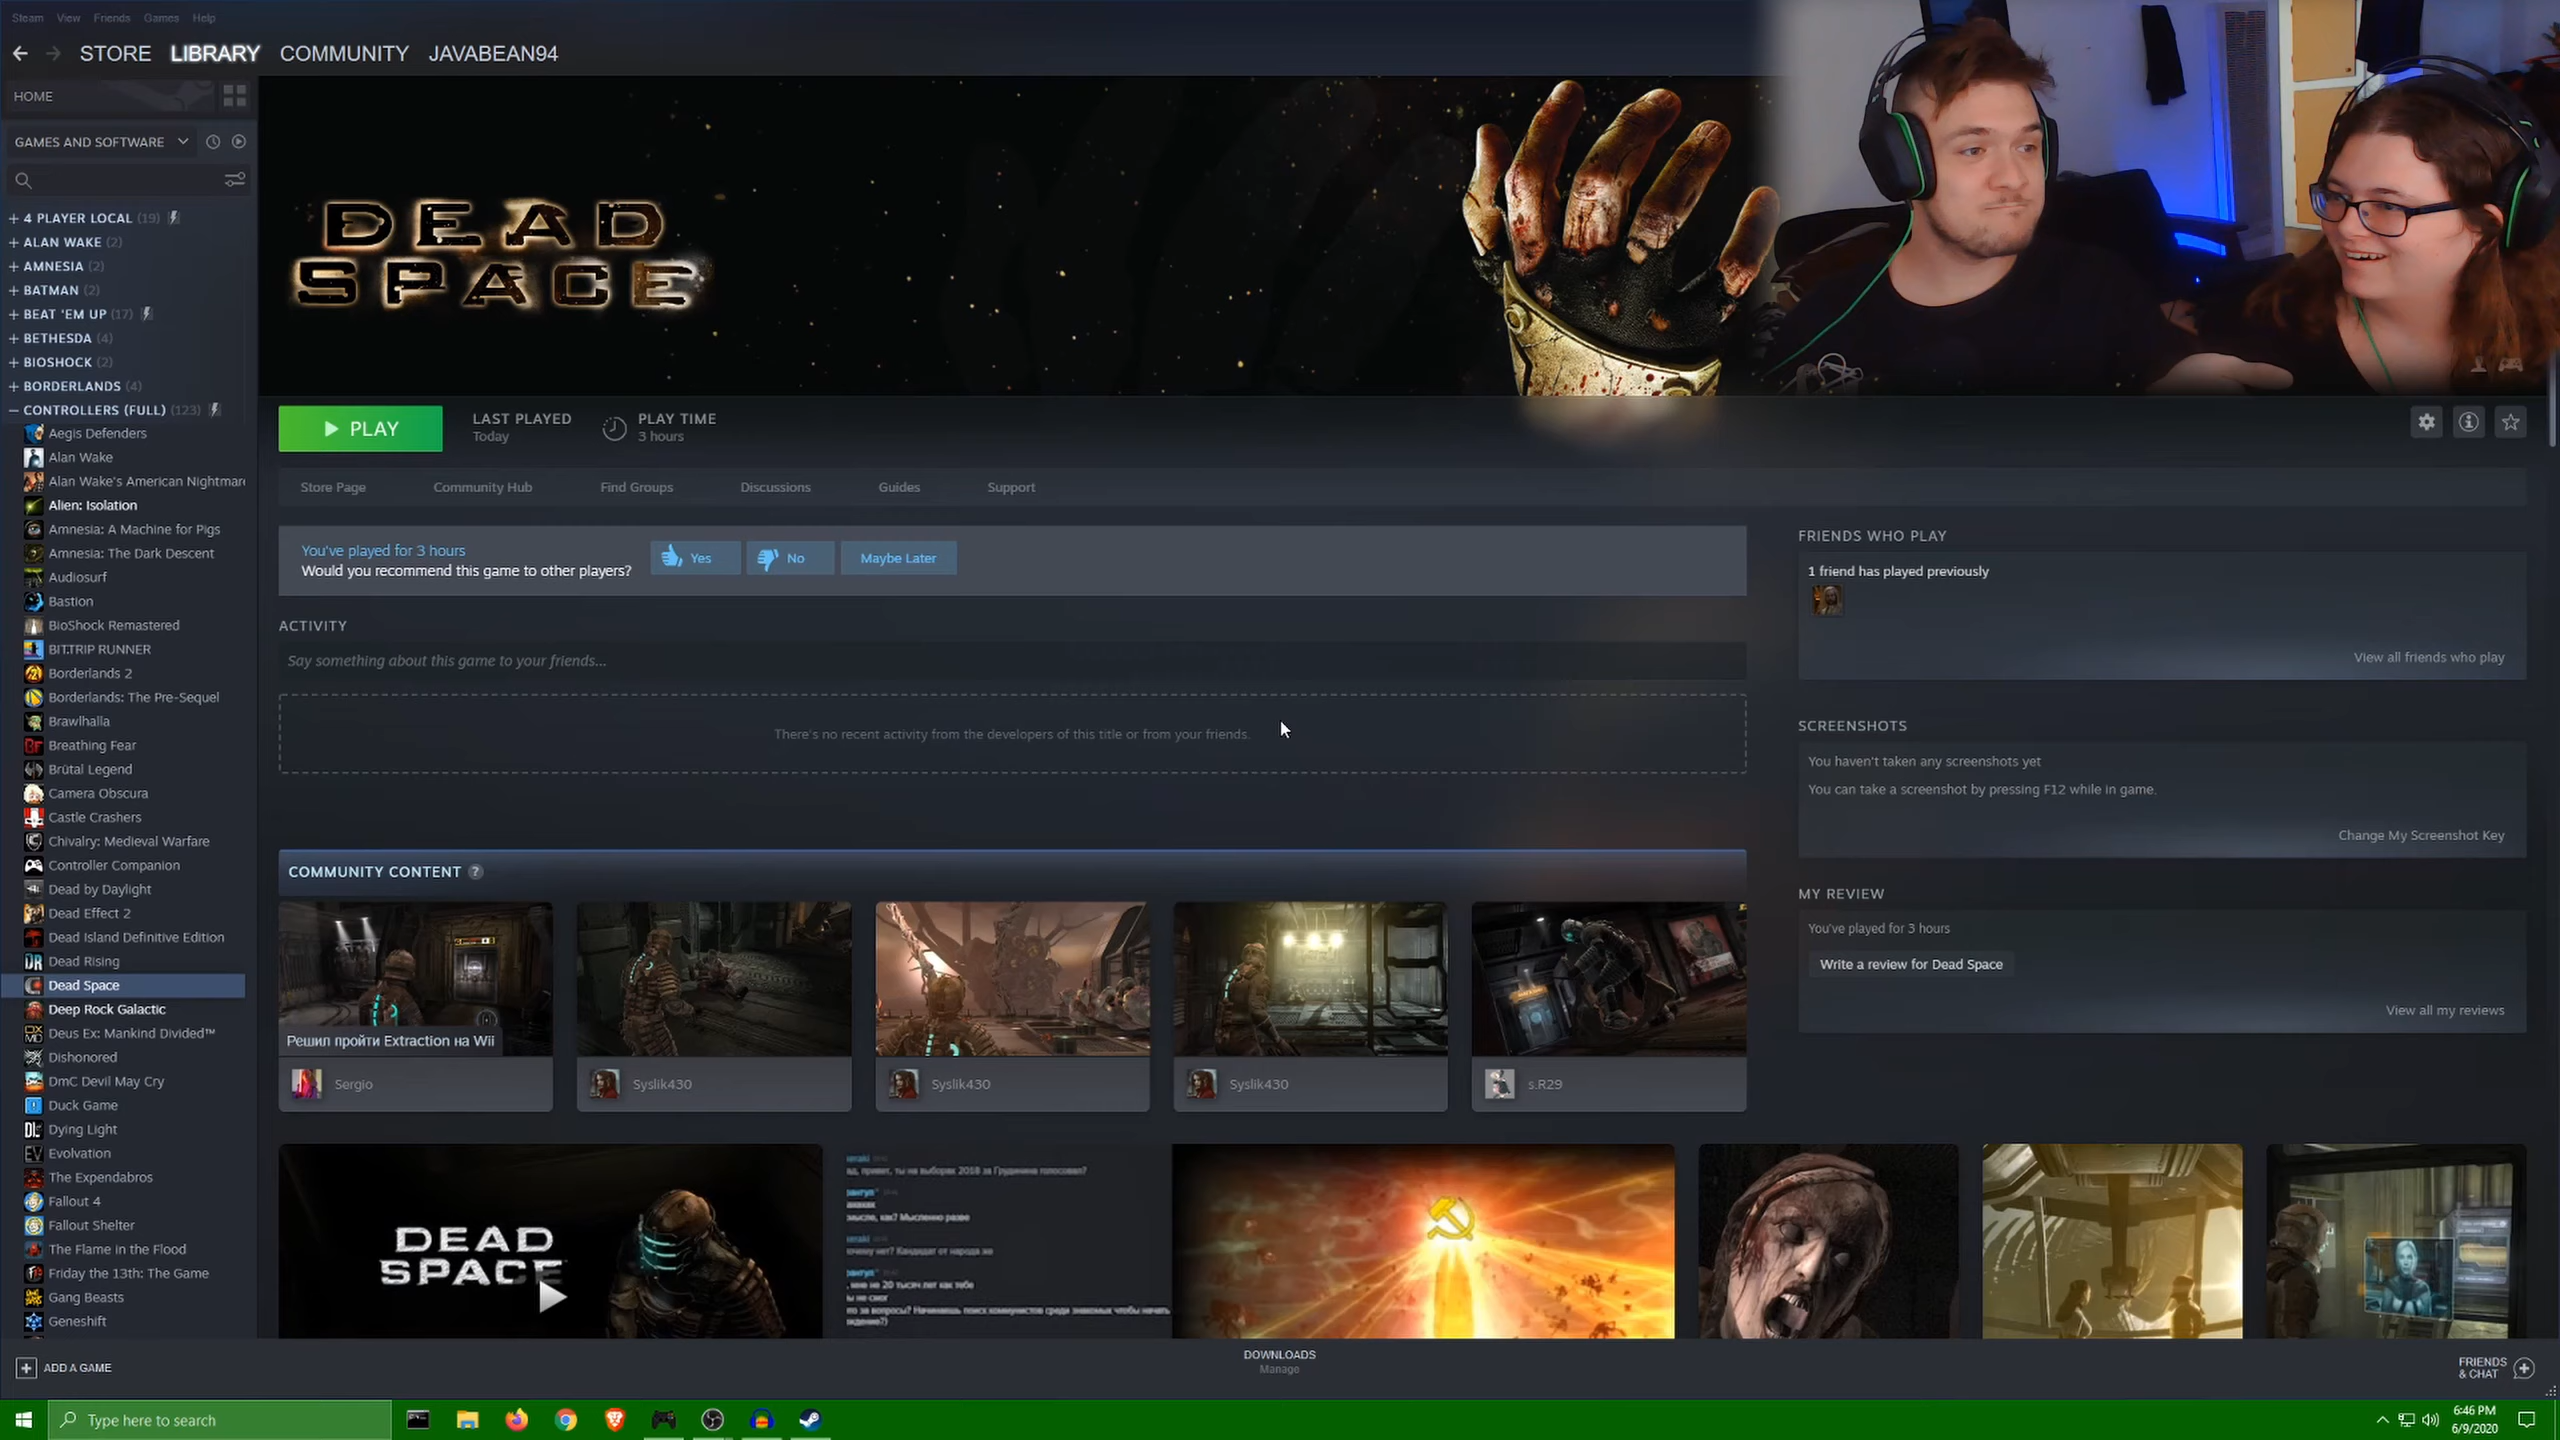 Steam View Friends Games Help
STORE LIBRARY COMMUNITY JAVABEAN94
HOME
GAMES AND SOFTWARE
+ 4 PLAYER LOCAL (19)
+ ALAN WAKE (2)
+ AMNESIA (2)
+ BATMAN (2)
+ BEAT 'EM UP (17)
+ BETHESDA (4)
+ BIOSHOCK (2)
+ BORDERLANDS (4)
− CONTROLLERS (FULL) (123)
Aegis Defenders
Alan Wake
Alan Wake's American Nightmare
Alien: Isolation
Amnesia: A Machine for Pigs
Amnesia: The Dark Descent
Audiosurf
Bastion
BioShock Remastered
BIT.TRIP RUNNER
Borderlands 2
Borderlands: The Pre-Sequel
Brawlhalla
Breathing Fear
Brütal Legend
Camera Obscura
Castle Crashers
Chivalry: Medieval Warfare
Controller Companion
Dead by Daylight
Dead Effect 2
Dead Island Definitive Edition
Dead Rising
Dead Space
Deep Rock Galactic
Deus Ex: Mankind Divided™
Dishonored
DmC Devil May Cry
Duck Game
Dying Light
Evolvation
The Expendabros
Fallout 4
Fallout Shelter
The Flame in the Flood
Friday the 13th: The Game
Gang Beasts
Geneshift
ADD A GAME
DEAD
SPACE
PLAY
LAST PLAYED
Today
PLAY TIME
3 hours
Store Page Community Hub Find Groups Discussions Guides Support
You've played for 3 hours
Would you recommend this game to other players?
Yes No Maybe Later
ACTIVITY
Say something about this game to your friends...
There's no recent activity from the developers of this title or from your friends.
FRIENDS WHO PLAY
1 friend has played previously
View all friends who play
SCREENSHOTS
You haven't taken any screenshots yet
You can take a screenshot by pressing F12 while in game.
Change My Screenshot Key
MY REVIEW
You've played for 3 hours
Write a review for Dead Space
View all my reviews
COMMUNITY CONTENT ?
Решил пройти Extraction на Wii
Sergio Syslik430 Syslik430 Syslik430 s.R29
DEAD
SPACE
DOWNLOADS
Manage
FRIENDS
& CHAT
Type here to search
6:46 PM
6/9/2020